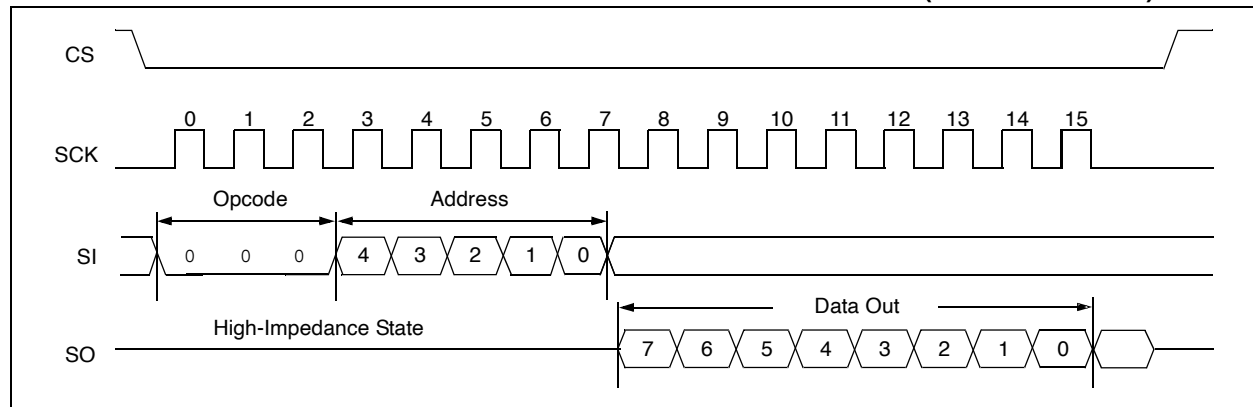 CS
0 1 2 3 4 5 6 7 8 9 10 11 12 13 14 15
SCK
Opcode Address
SI 0 0 0 4 3 2 1 0
Data Out
High-Impedance State
SO 7 6 5 4 3 2 1 0